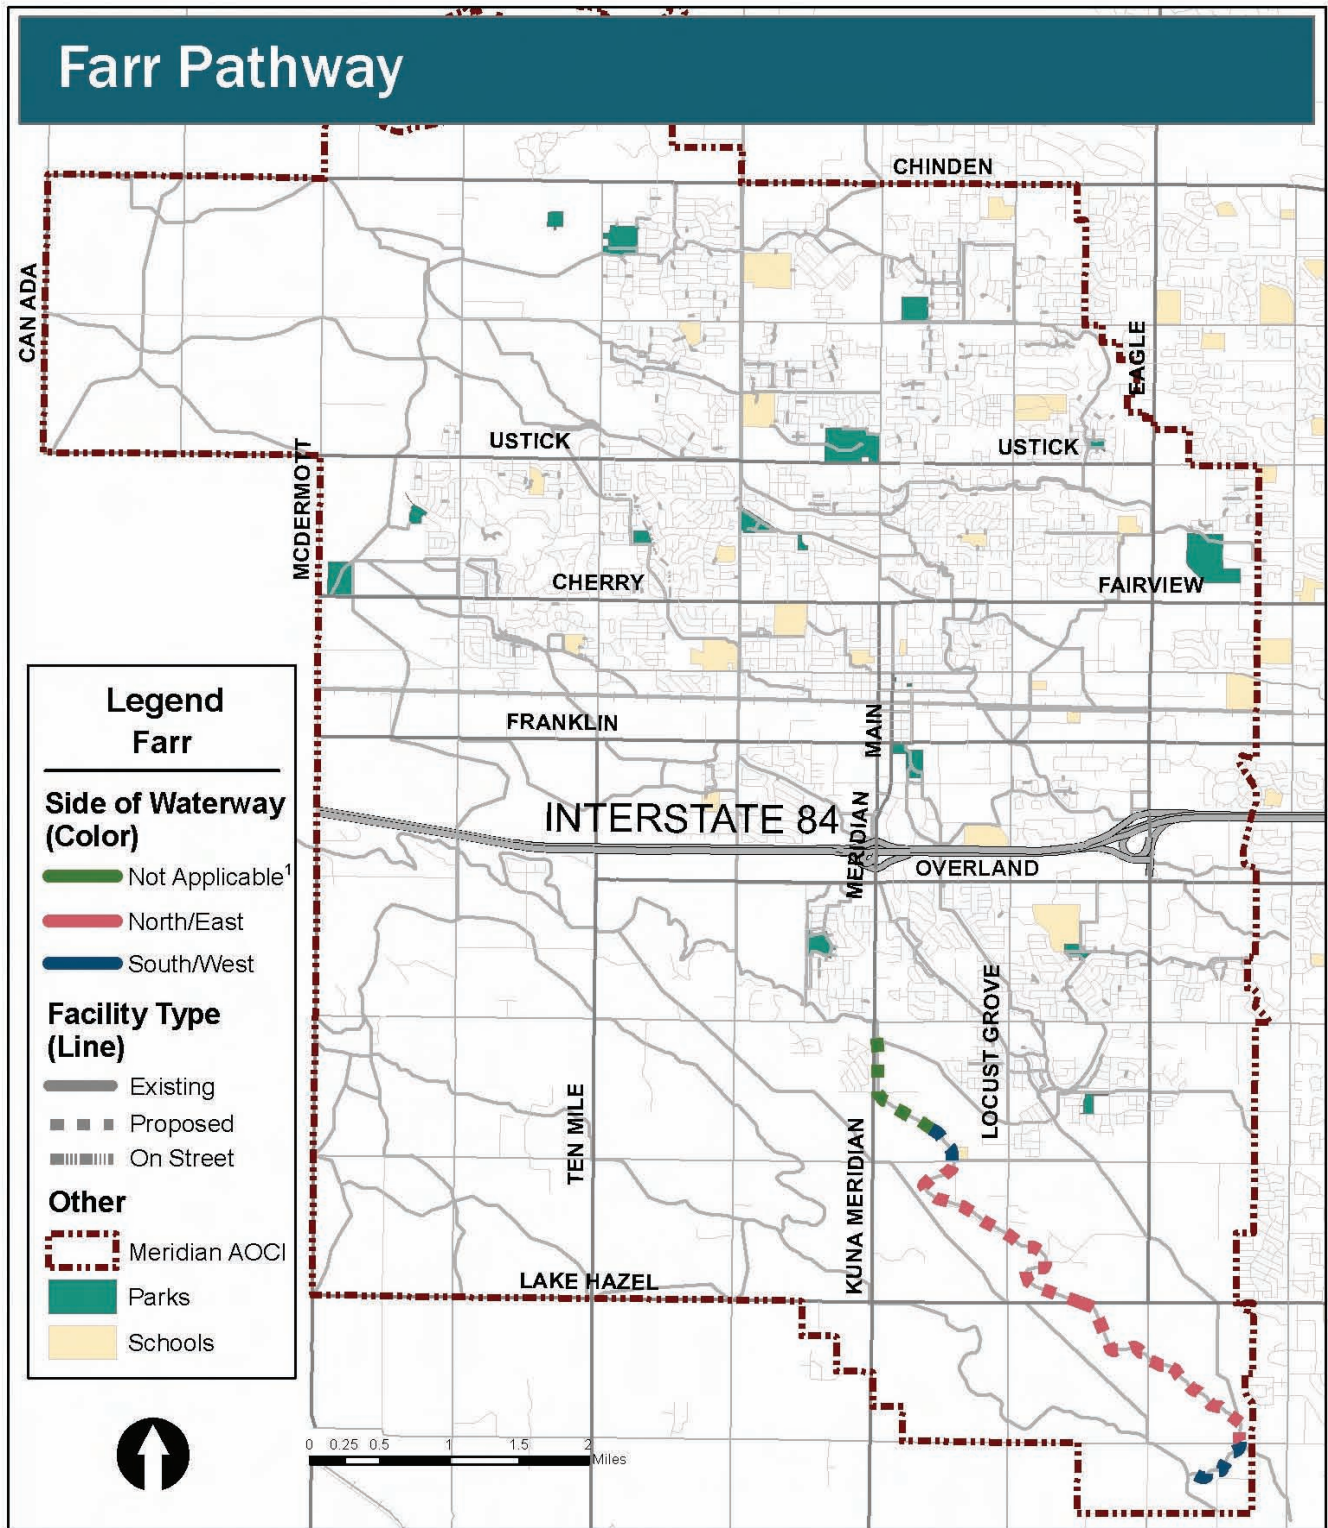 Farr Pathway
CHINDEN
CAN ADA
EAGLE
USTICK
USTICK
MCDERMOTT
CHERRY
FAIRVIEW
FRANKLIN
MAIN
INTERSTATE 84
MERIDIAN
OVERLAND
LOCUST GROVE
TEN MILE
KUNA MERIDIAN
LAKE HAZEL
Legend
Farr
Side of Waterway
(Color)
Not Applicable¹
North/East
South/West
Facility Type
(Line)
Existing
Proposed
On Street
Other
Meridian AOCI
Parks
Schools
0 0.25 0.5 1 1.5 2
Miles